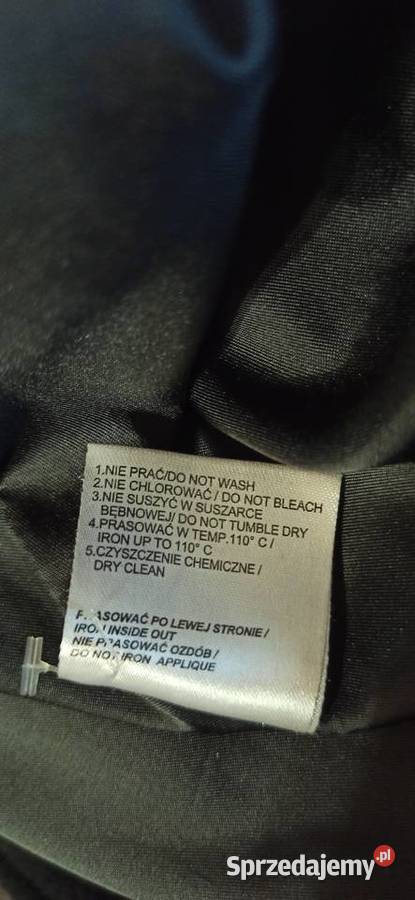 1.NIE PRAĆ/DO NOT WASH
2.NIE CHLOROWAĆ / DO NOT BLEACH
3.NIE SUSZYĆ W SUSZARCE
BĘBNOWEJ/ DO NOT TUMBLE DRY
4.PRASOWAĆ W TEMP.110° C /
IRON UP TO 110° C
5.CZYSZCZENIE CHEMICZNE /
DRY CLEAN
PRASOWAĆ PO LEWEJ STRONIE /
IRON INSIDE OUT
NIE PRASOWAĆ OZDÓB /
DO NOT IRON APPLIQUE
Sprzedajemy.pl